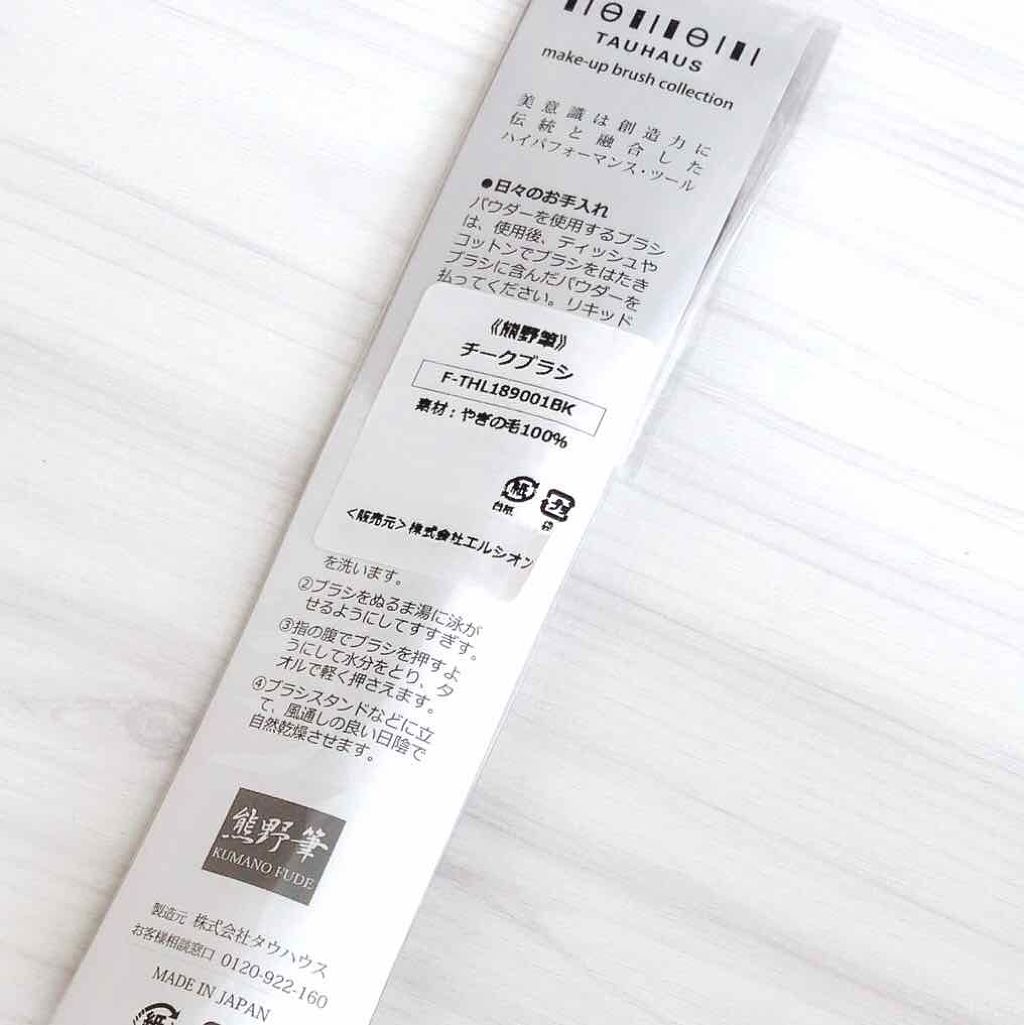 TAUHAUS
make-up brush collection
美意識は創造力に
伝統と融合した
ハイパフォーマンス・ツール
●日々のお手入れ
パウダーを使用するブラシ
は、使用後、ティッシュや
コットンでブラシをはたき
ブラシに含んだパウダーを
払ってください。リキッド
《熊野筆》
チークブラシ
F-THL189001BK
素材：やぎの毛100%
紙
台紙
プラ
袋
＜販売元＞株式会社エルシオン
を洗います。
②ブラシをぬるま湯に泳が
せるようにしてすすぎす。
③指の腹でブラシを押すよ
うにして水分をとり、タ
オルで軽く押さえます。
④ブラシスタンドなどに立
て、風通しの良い日陰で
自然乾燥させます。
熊野筆
KUMANO FUDE
製造元 株式会社タウハウス
お客様相談窓口 0120-922-160
MADE IN JAPAN
紙